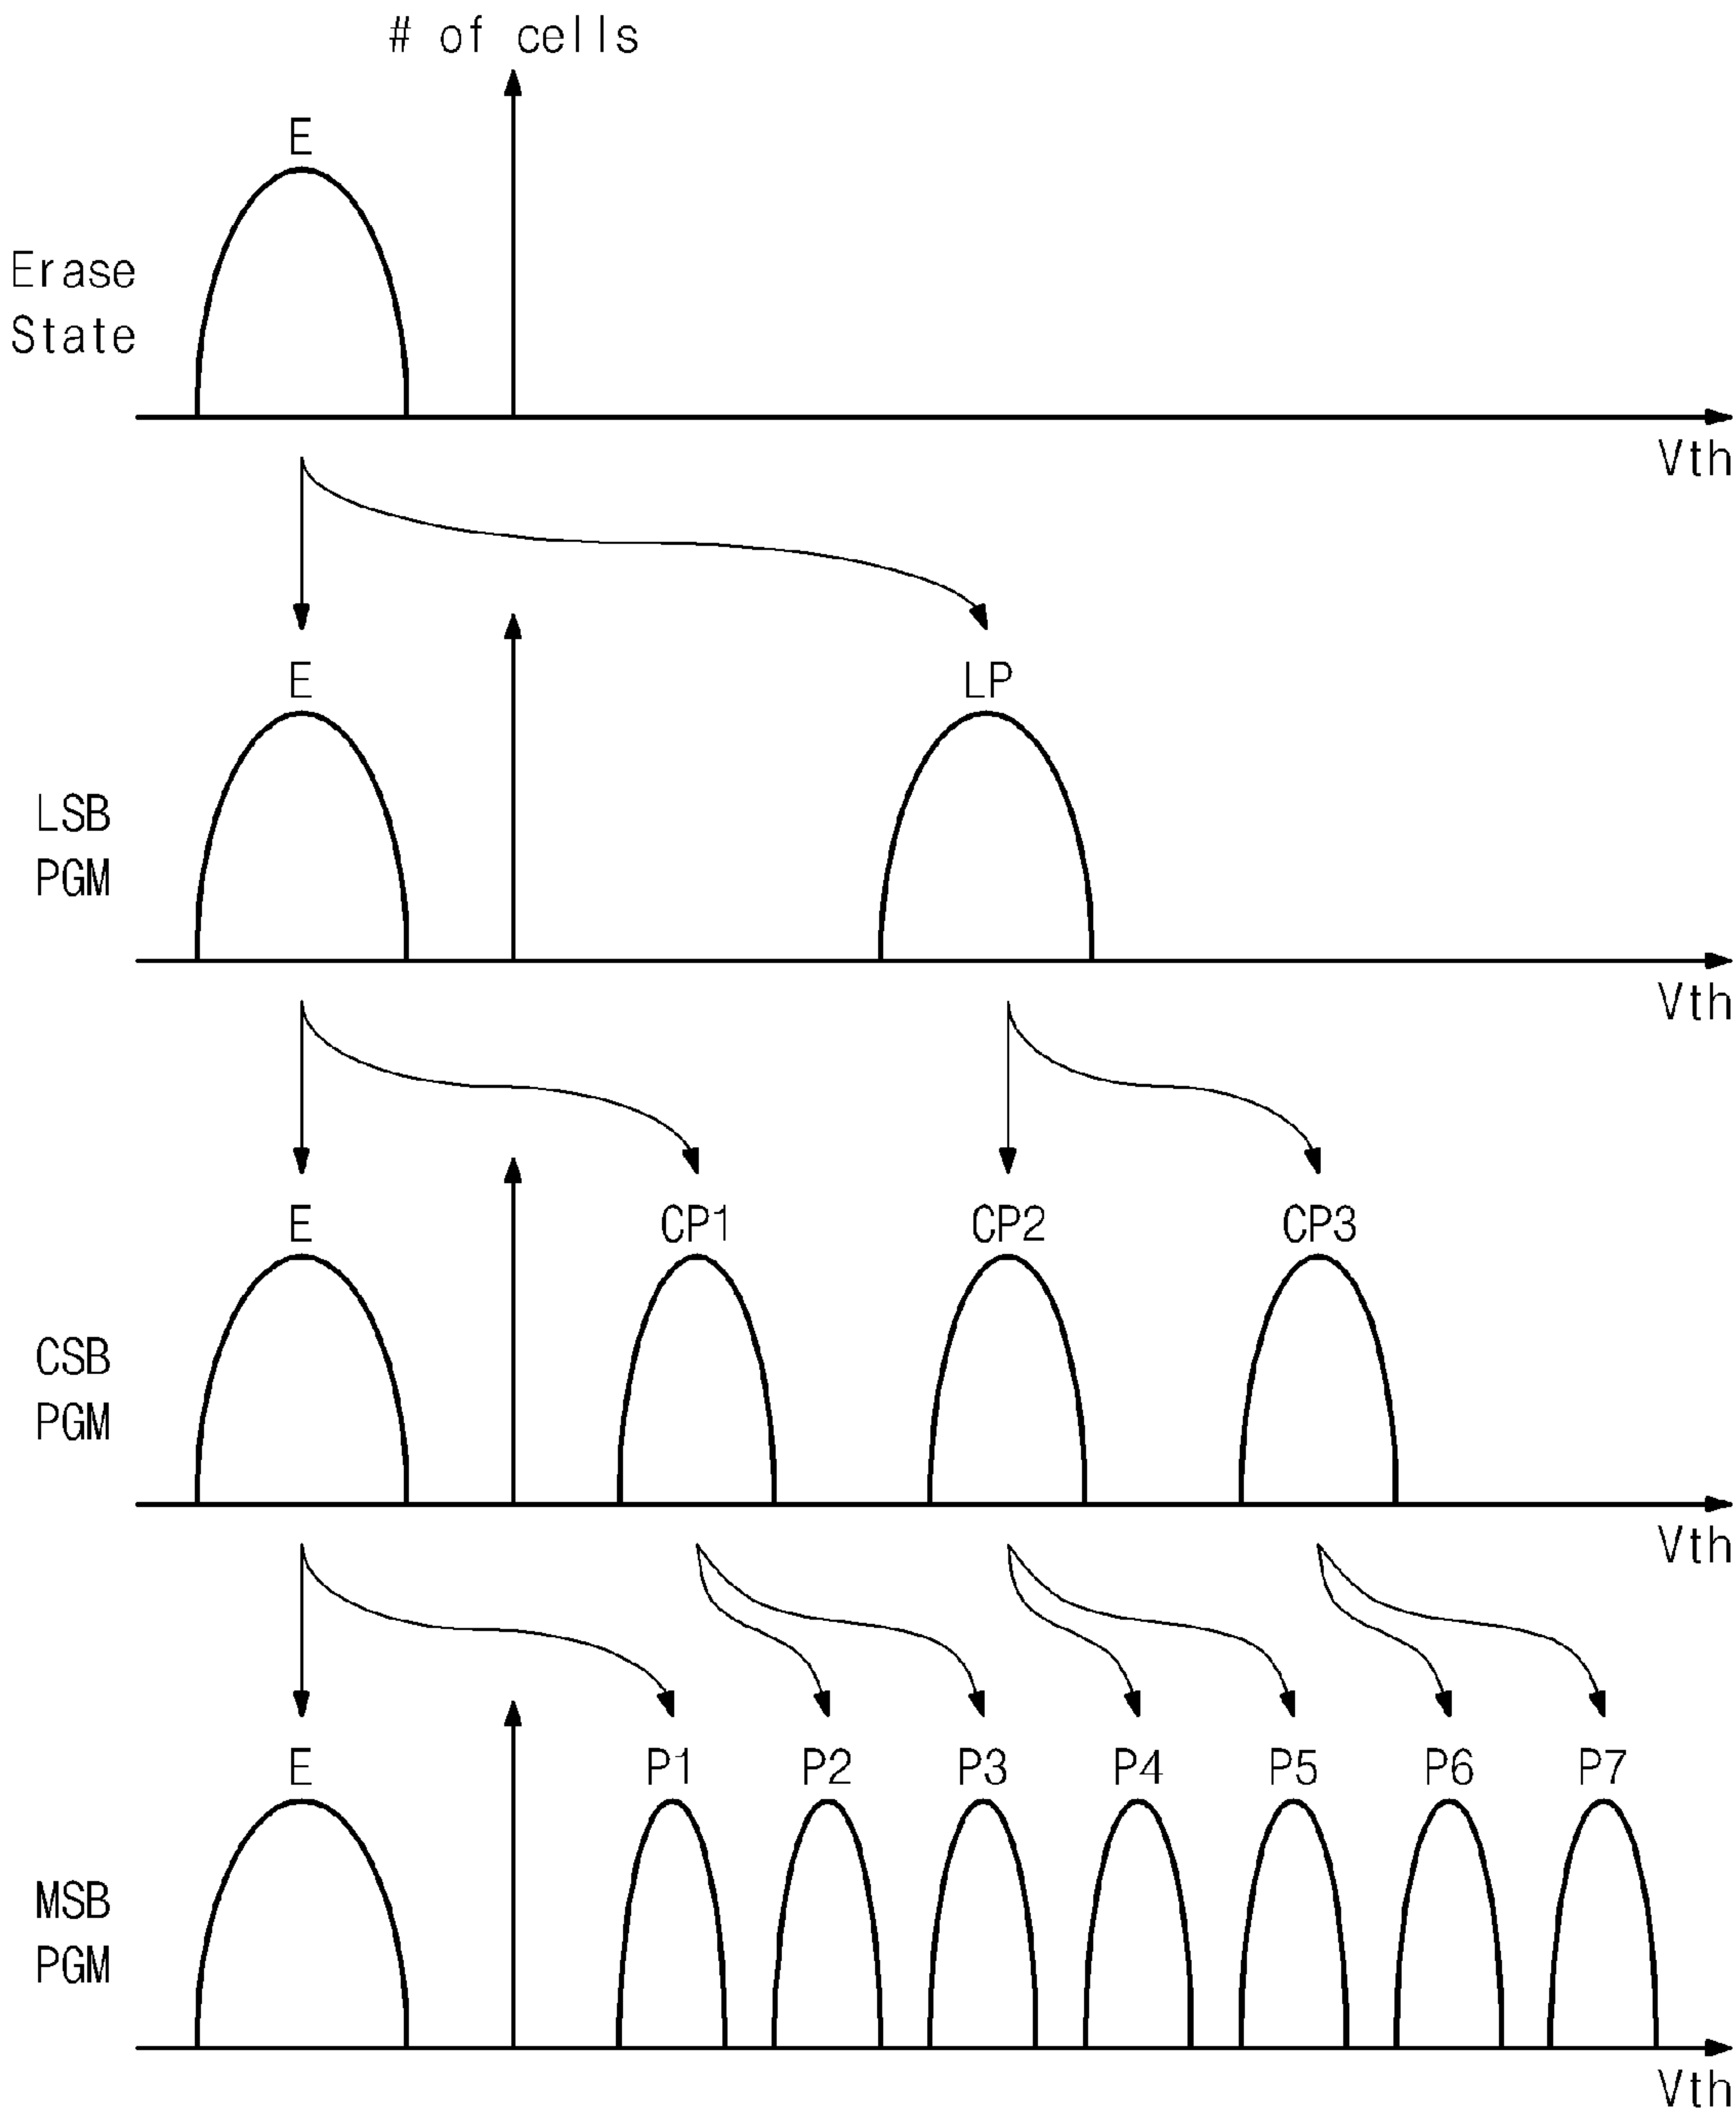 # of cells
E
Erase
State
Vth
E
LP
LSB
PGM
Vth
E
CP1
CP2
CP3
CSB
PGM
Vth
E
P1
P2
P3
P4
P5
P6
P7
MSB
PGM
Vth